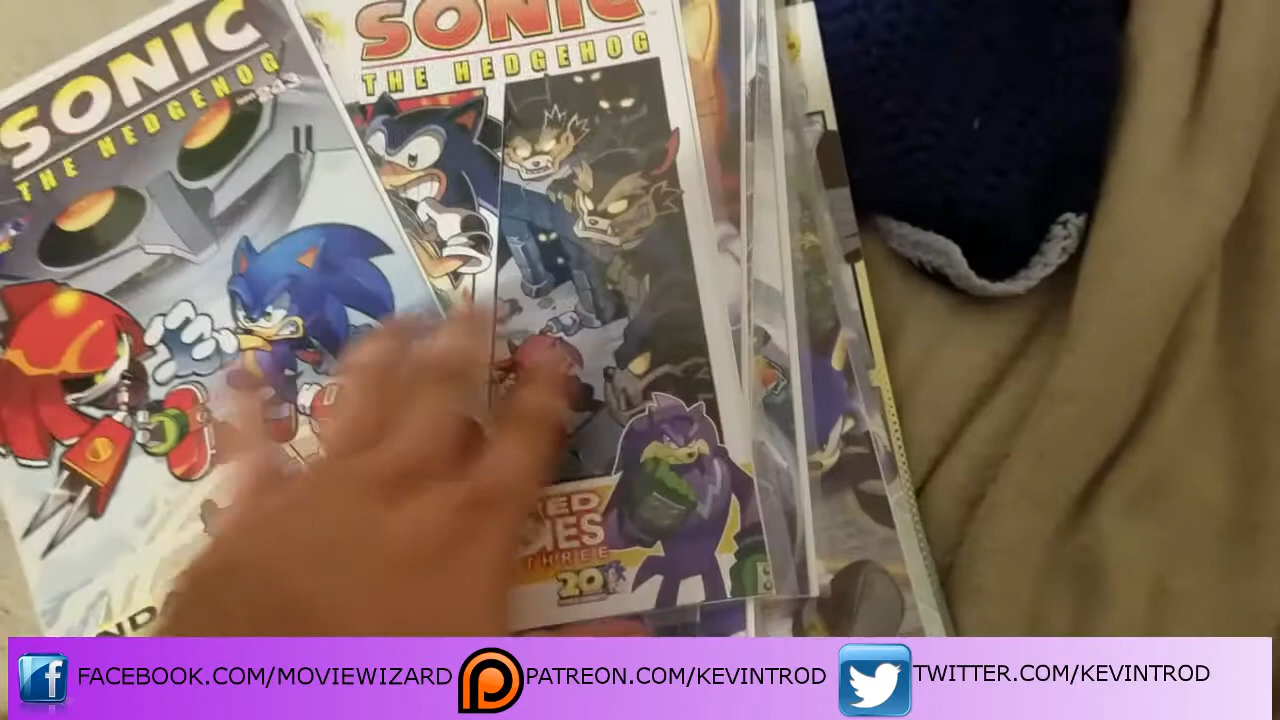 SONIC
THE HEDGEHOG
SONIC
THE HEDGEHOG
THREE
20
FACEBOOK.COM/MOVIEWIZARD
PATREON.COM/KEVINTROD
TWITTER.COM/KEVINTROD